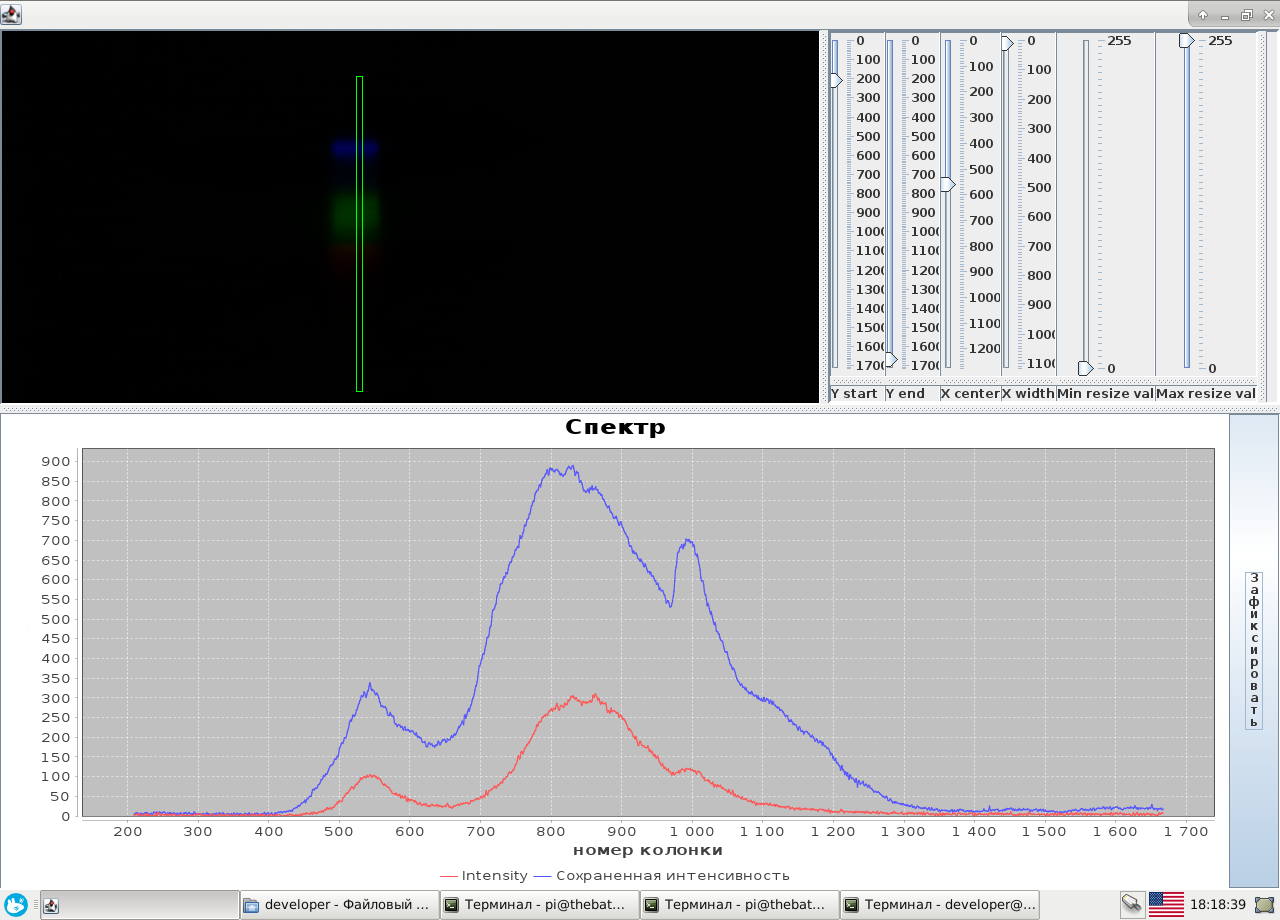 0 0 0 0 255 255
100 100 100 100
200 200 200 200
300 300 300 300
400 400 400 400
500 500 500 500
600 600 600 600
700 700 700 700
800 800 800 800
900 900 900 900
1000 1000 1000 1000
1100 1100 1100 1100
1200 1200 1200
1300 1300
1400 1400
1500 1500
1600 1600
1700 1700 0 0
Y start Y end X center X width Min resize val Max resize val
Спектр
900
850
800
750
700
650
600
550
500
450
400
350
300
250
200
150
100
50
0
200 300 400 500 600 700 800 900 1 000 1 100 1 200 1 300 1 400 1 500 1 600 1 700
номер колонки
Intensity Сохраненная интенсивность
Зафиксировать
developer - Файловый ... Терминал - pi@thebat... Терминал - pi@thebat... Терминал - developer@... 18:18:39